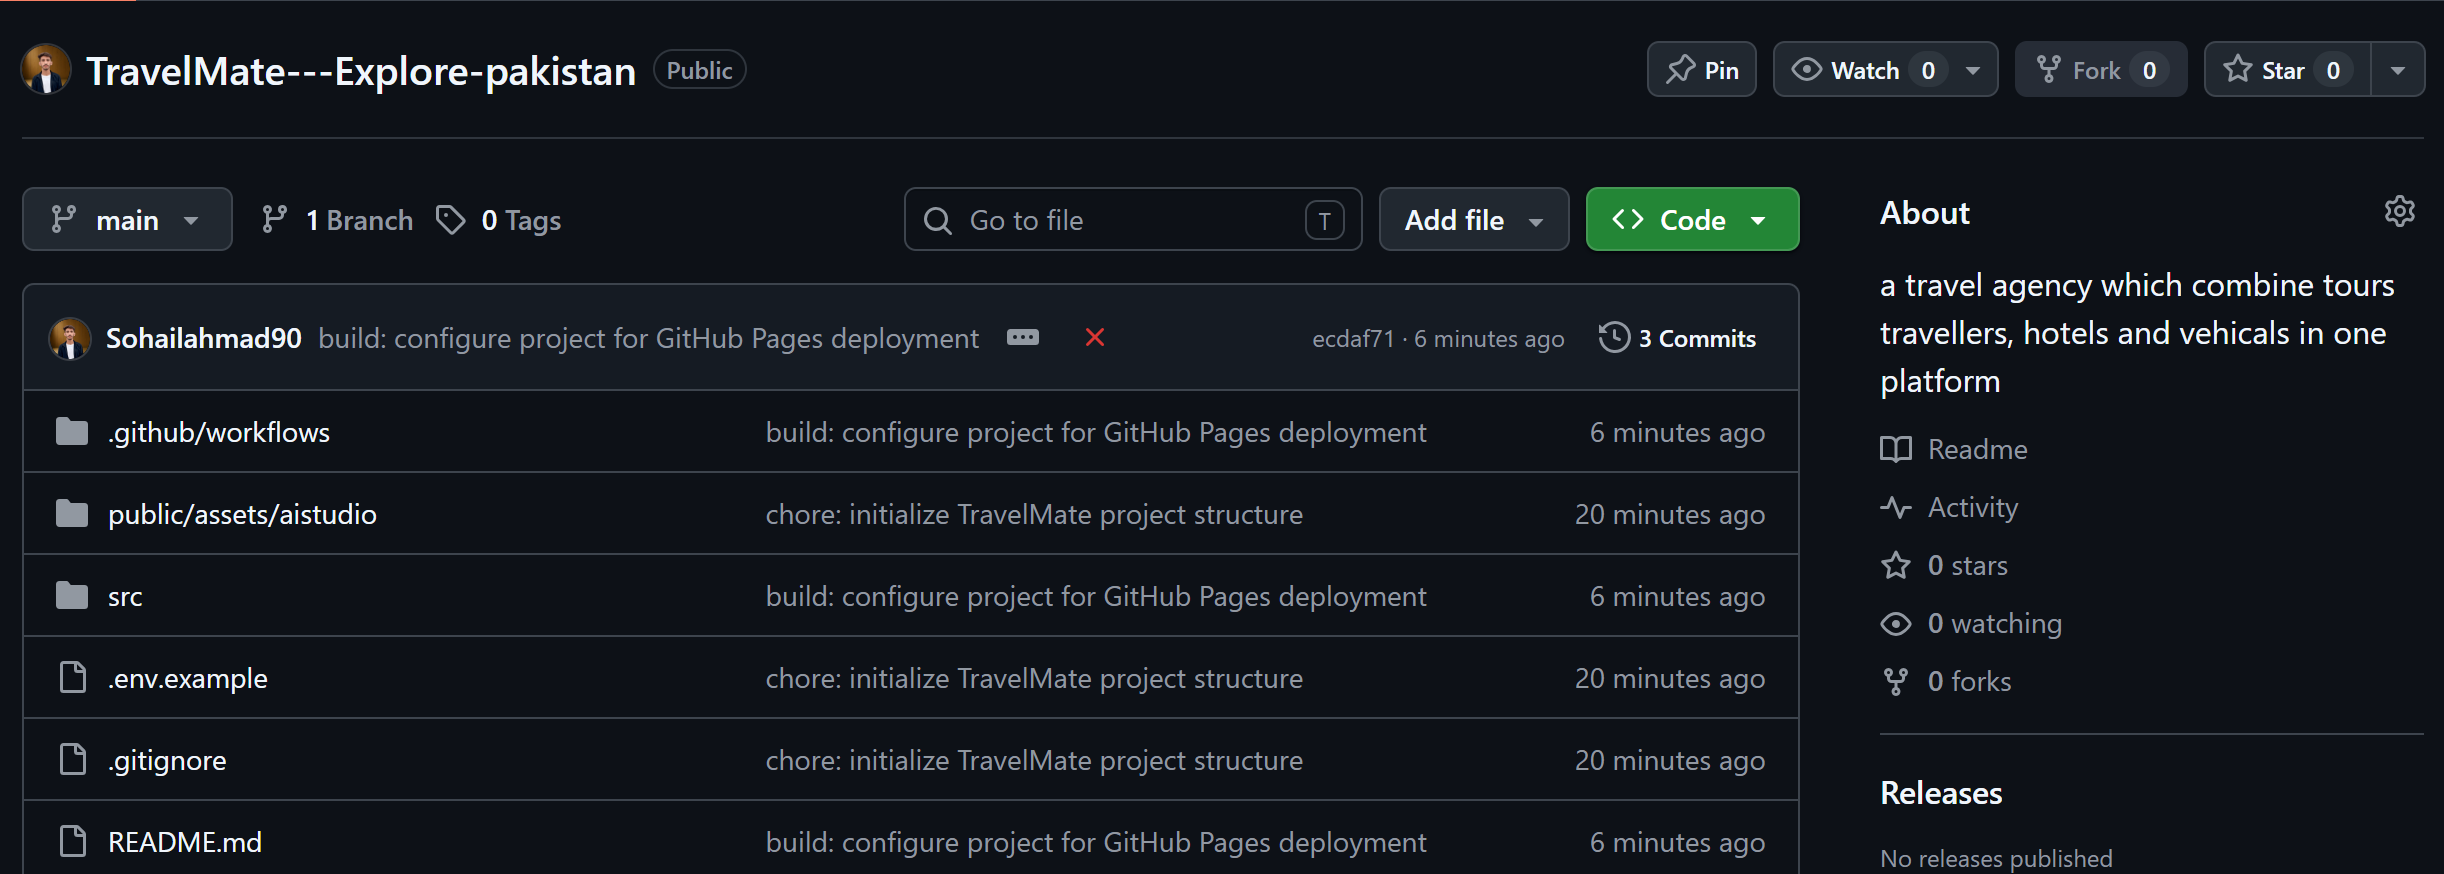 TravelMate---Explore-pakistan Public Pin Watch 0 Fork 0 Star 0
main 1 Branch 0 Tags Go to file T Add file Code
Sohailahmad90 build: configure project for GitHub Pages deployment ecdaf71 · 6 minutes ago 3 Commits
.github/workflows build: configure project for GitHub Pages deployment 6 minutes ago
public/assets/aistudio chore: initialize TravelMate project structure 20 minutes ago
src build: configure project for GitHub Pages deployment 6 minutes ago
.env.example chore: initialize TravelMate project structure 20 minutes ago
.gitignore chore: initialize TravelMate project structure 20 minutes ago
README.md build: configure project for GitHub Pages deployment 6 minutes ago
About
a travel agency which combine tours
travellers, hotels and vehicals in one
platform
Readme
Activity
0 stars
0 watching
0 forks
Releases
No releases published